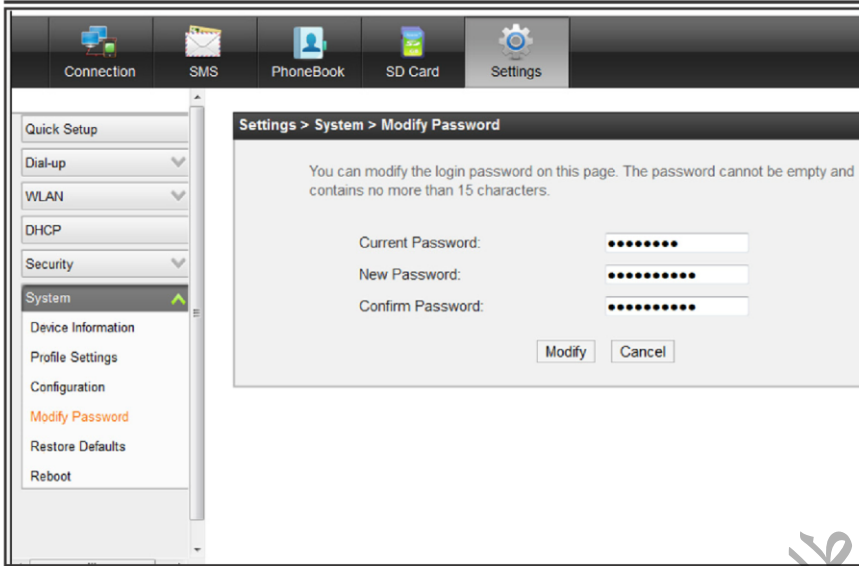 Connection SMS PhoneBook SD Card Settings
Quick Setup
Dial-up
WLAN
DHCP
Security
System
Device Information
Profile Settings
Configuration
Modify Password
Restore Defaults
Reboot
Settings > System > Modify Password
You can modify the login password on this page. The password cannot be empty and
contains no more than 15 characters.
Current Password: ••••••••
New Password: ••••••••••
Confirm Password: ••••••••••
Modify Cancel